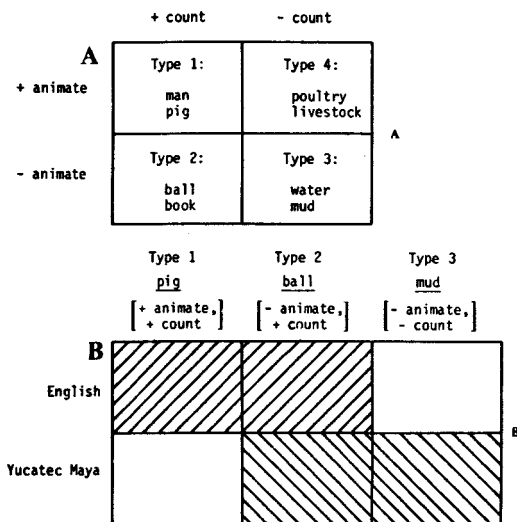 + count - count
A
Type 1: Type 4:
+ animate
man poultry
pig livestock
A
Type 2: Type 3:
- animate
ball water
book mud
Type 1 Type 2 Type 3
pig ball mud
[+ animate, + count] [- animate, + count] [- animate, - count]
B
English
B
Yucatec Maya